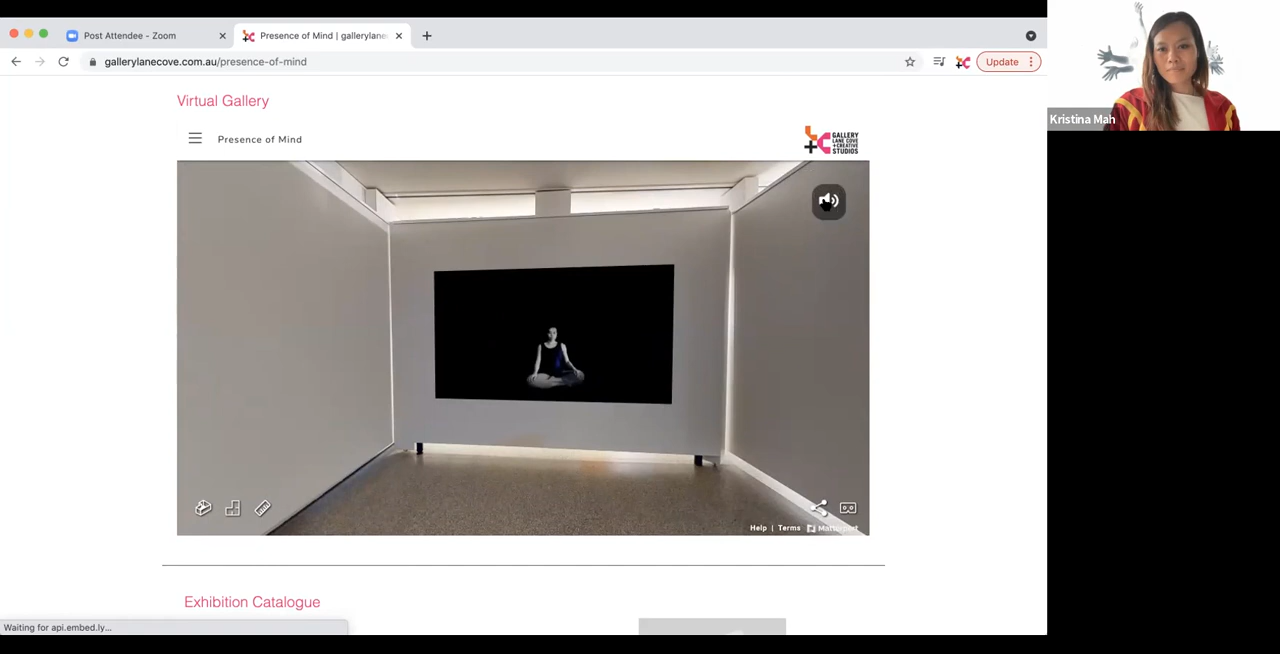 Post Attendee - Zoom
Presence of Mind | gallerylane
gallerylanecove.com.au/presence-of-mind
Update
Kristina Mah
Virtual Gallery
Presence of Mind
GALLERY
LANE COVE
+CREATIVE
STUDIOS
Help | Terms
Matterport
Exhibition Catalogue
Waiting for api.embed.ly...